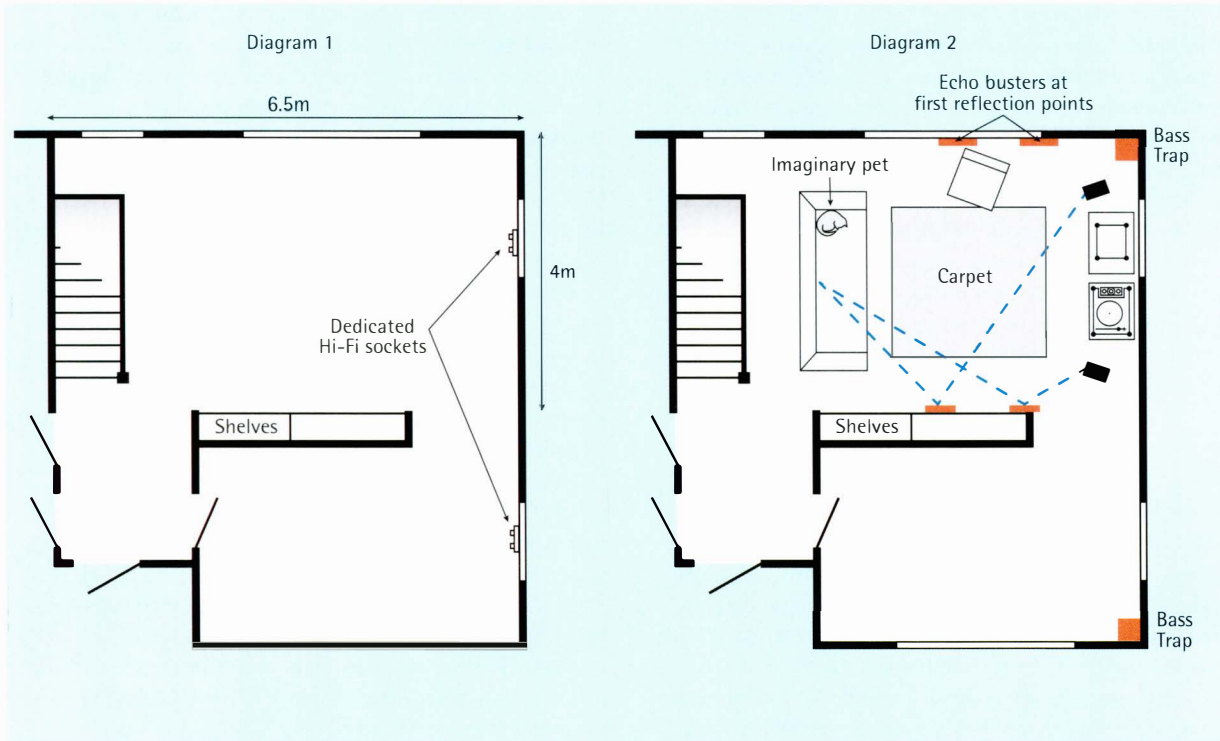 Diagram 1
6.5m
4m
Dedicated
Hi-Fi sockets
Shelves
Diagram 2
Echo busters at
first reflection points
Bass
Trap
Imaginary pet
Carpet
Shelves
Bass
Trap